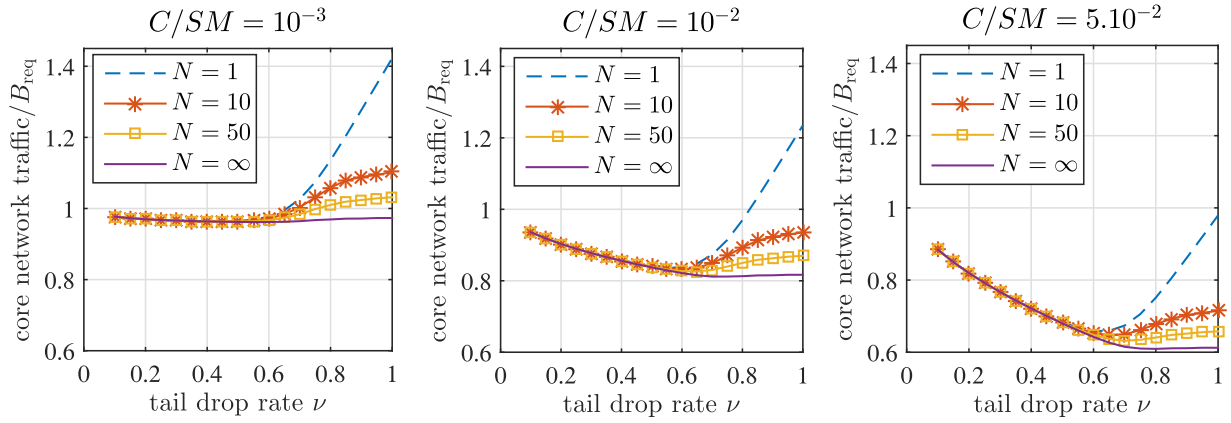 C/SM = 10⁻³
core network traffic/B_req
1.4
1.2
1
0.8
0.6
N = 1
N = 10
N = 50
N = ∞
0 0.2 0.4 0.6 0.8 1
tail drop rate ν
C/SM = 10⁻²
core network traffic/B_req
1.4
1.2
1
0.8
0.6
N = 1
N = 10
N = 50
N = ∞
0 0.2 0.4 0.6 0.8 1
tail drop rate ν
C/SM = 5.10⁻²
core network traffic/B_req
1.4
1.2
1
0.8
0.6
N = 1
N = 10
N = 50
N = ∞
0 0.2 0.4 0.6 0.8 1
tail drop rate ν